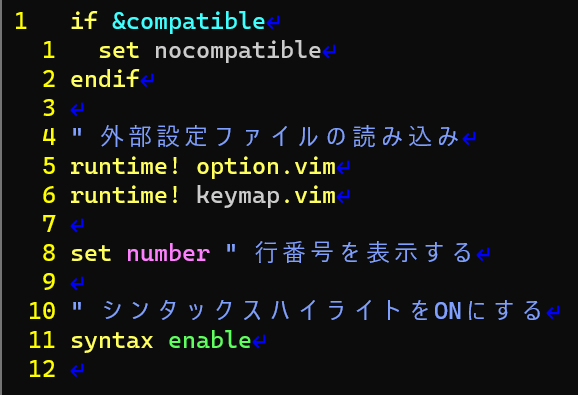 1 if &compatible↵
1 set nocompatible↵
2 endif↵
3 ↵
4 " 外部設定ファイルの読み込み↵
5 runtime! option.vim↵
6 runtime! keymap.vim↵
7 ↵
8 set number " 行番号を表示する↵
9 ↵
10 " シンタックスハイライトをONにする↵
11 syntax enable↵
12 ↵